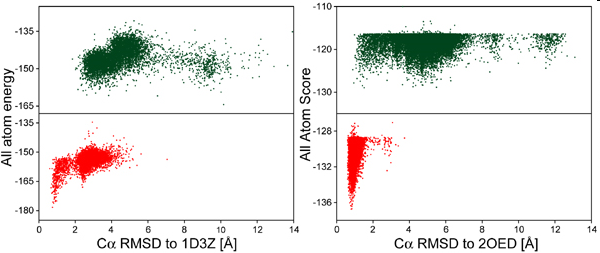 All atom energy
-135
-150
-165
-150
-165
-180
0 2 4 6 8 10 12 14
Cα RMSD to 1D3Z [Å]
All Atom Score
-110
-120
-130
-128
-132
-136
0 2 4 6 8 10 12 14
Cα RMSD to 2OED [Å]